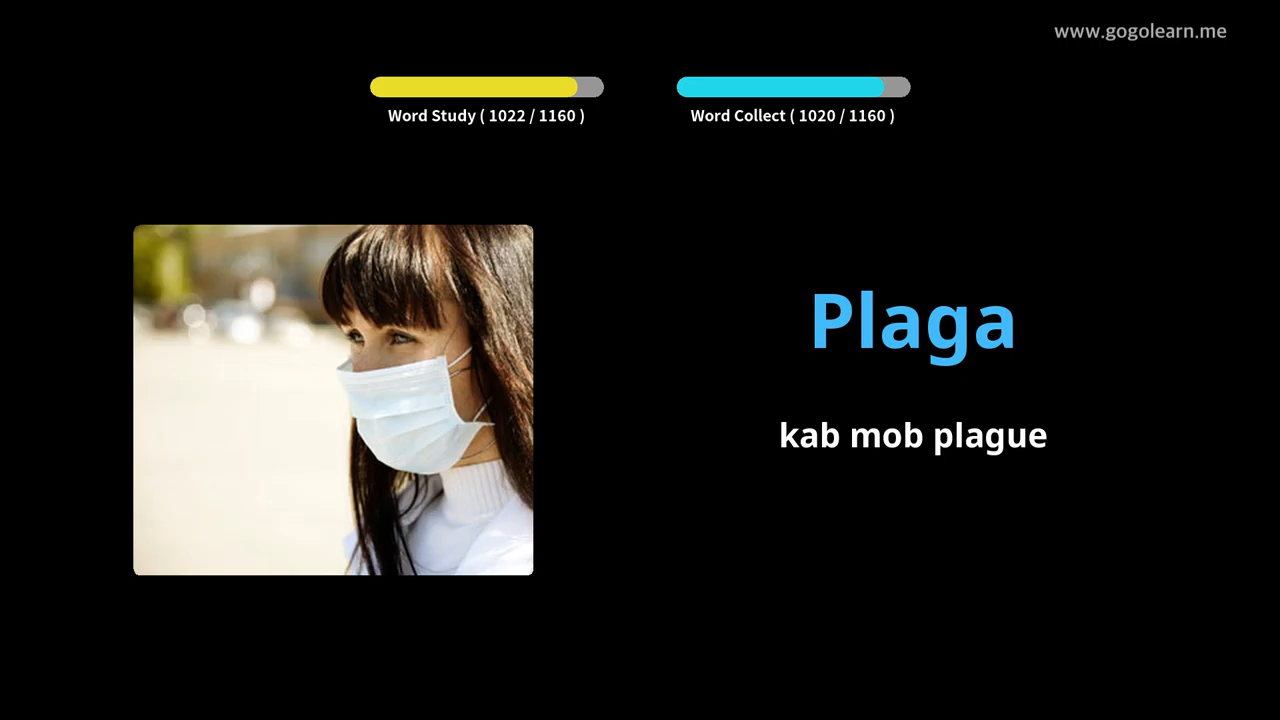 www.gogolearn.me
Word Study ( 1022 / 1160 )
Word Collect ( 1020 / 1160 )
Plaga
kab mob plague